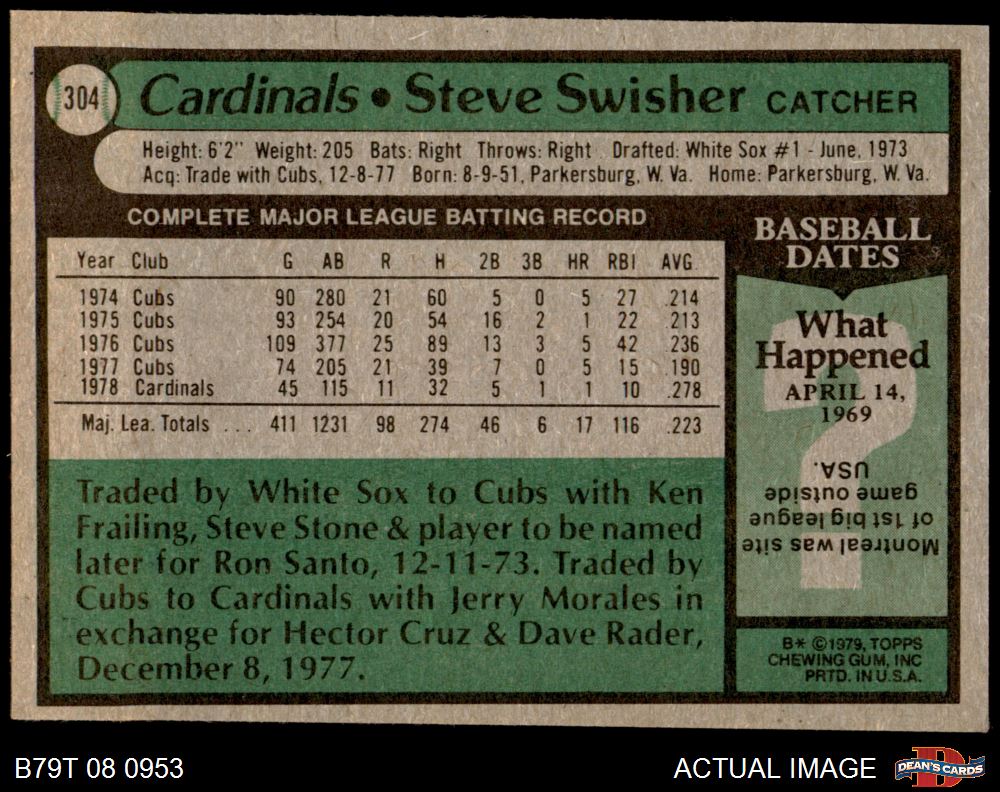 304
Cardinals • Steve Swisher CATCHER
Height: 6'2" Weight: 205 Bats: Right Throws: Right Drafted: White Sox #1 - June, 1973
Acq: Trade with Cubs, 12-8-77 Born: 8-9-51, Parkersburg, W. Va. Home: Parkersburg, W. Va.
COMPLETE MAJOR LEAGUE BATTING RECORD
Year Club G AB R H 2B 3B HR RBI AVG.
1974 Cubs 90 280 21 60 5 0 5 27 .214
1975 Cubs 93 254 20 54 16 2 1 22 .213
1976 Cubs 109 377 25 89 13 3 5 42 .236
1977 Cubs 74 205 21 39 7 0 5 15 .190
1978 Cardinals 45 115 11 32 5 1 1 10 .278
Maj. Lea. Totals ... 411 1231 98 274 46 6 17 116 .223
Traded by White Sox to Cubs with Ken
Frailing, Steve Stone & player to be named
later for Ron Santo, 12-11-73. Traded by
Cubs to Cardinals with Jerry Morales in
exchange for Hector Cruz & Dave Rader,
December 8, 1977.
BASEBALL
DATES
What
Happened
APRIL 14,
1969
Montreal was site
of 1st big league
game outside
USA.
B* ©1979, TOPPS
CHEWING GUM, INC
PRTD. IN U.S.A.
B79T 08 0953
ACTUAL IMAGE
DEAN'S CARDS